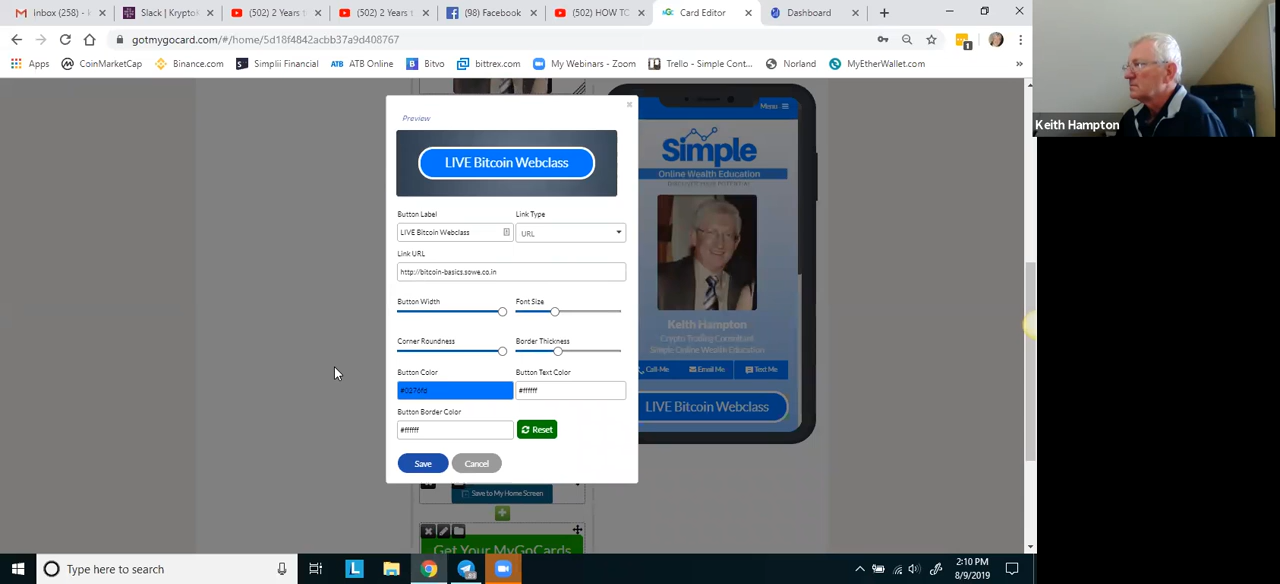 Inbox (258) - k
Slack | Krypto
(502) 2 Years t
(502) 2 Years t
(98) Facebook
(502) HOW TO
Card Editor
Dashboard
gotmygocard.com/#/home/5d18f4842acbb37a9d408767
Apps
CoinMarketCap
Binance.com
Simplii Financial
ATB Online
Bitvo
bittrex.com
My Webinars - Zoom
Trello - Simple Cont...
Norland
MyEtherWallet.com
Keith Hampton
Preview
LIVE Bitcoin Webclass
Button Label
Link Type
LIVE Bitcoin Webclass
URL
Link URL
http://bitcoin-basics.sowe.co.in
Button Width
Font Size
Corner Roundness
Border Thickness
Button Color
Button Text Color
#0276fd
#ffffff
Button Border Color
#ffffff
Reset
Save
Cancel
Menu
Simple
Online Wealth Education
Keith Hampton
Crypto Trading Consultant
Simple Online Wealth Education
Call Me
Email Me
Text Me
LIVE Bitcoin Webclass
Save to My Home Screen
Get Your MyGoCards
Type here to search
2:10 PM
8/9/2019